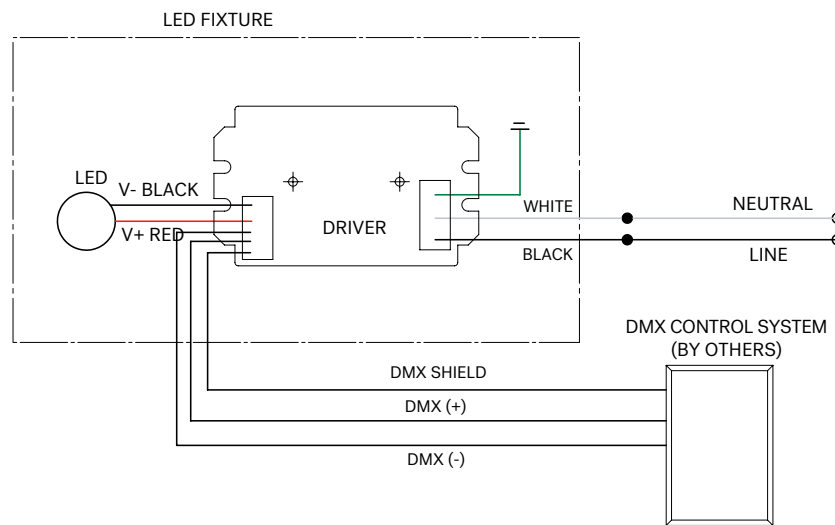 LED FIXTURE
LED
V- BLACK
V+ RED
DRIVER
WHITE
NEUTRAL
BLACK
LINE
DMX CONTROL SYSTEM
(BY OTHERS)
DMX SHIELD
DMX (+)
DMX (-)